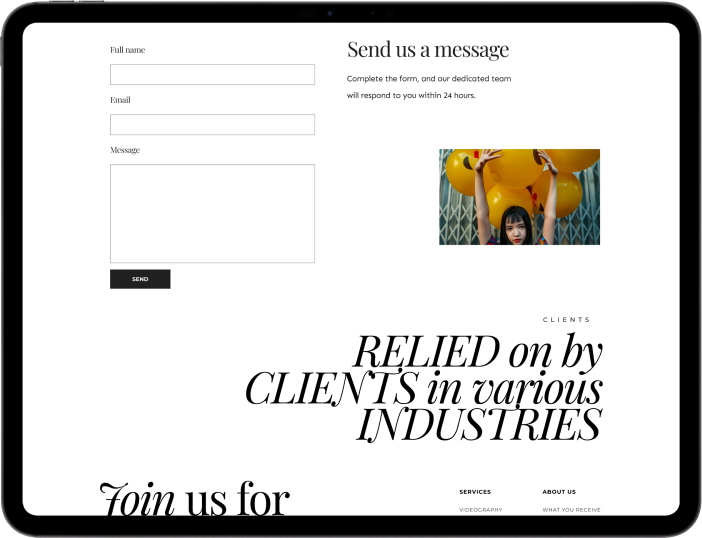 Full name
Email
Message
SEND
Send us a message
Complete the form, and our dedicated team
will respond to you within 24 hours.
CLIENTS
RELIED on by
CLIENTS in various
INDUSTRIES
Join us for
SERVICES
VIDEOGRAPHY
ABOUT US
WHAT YOU RECEIVE